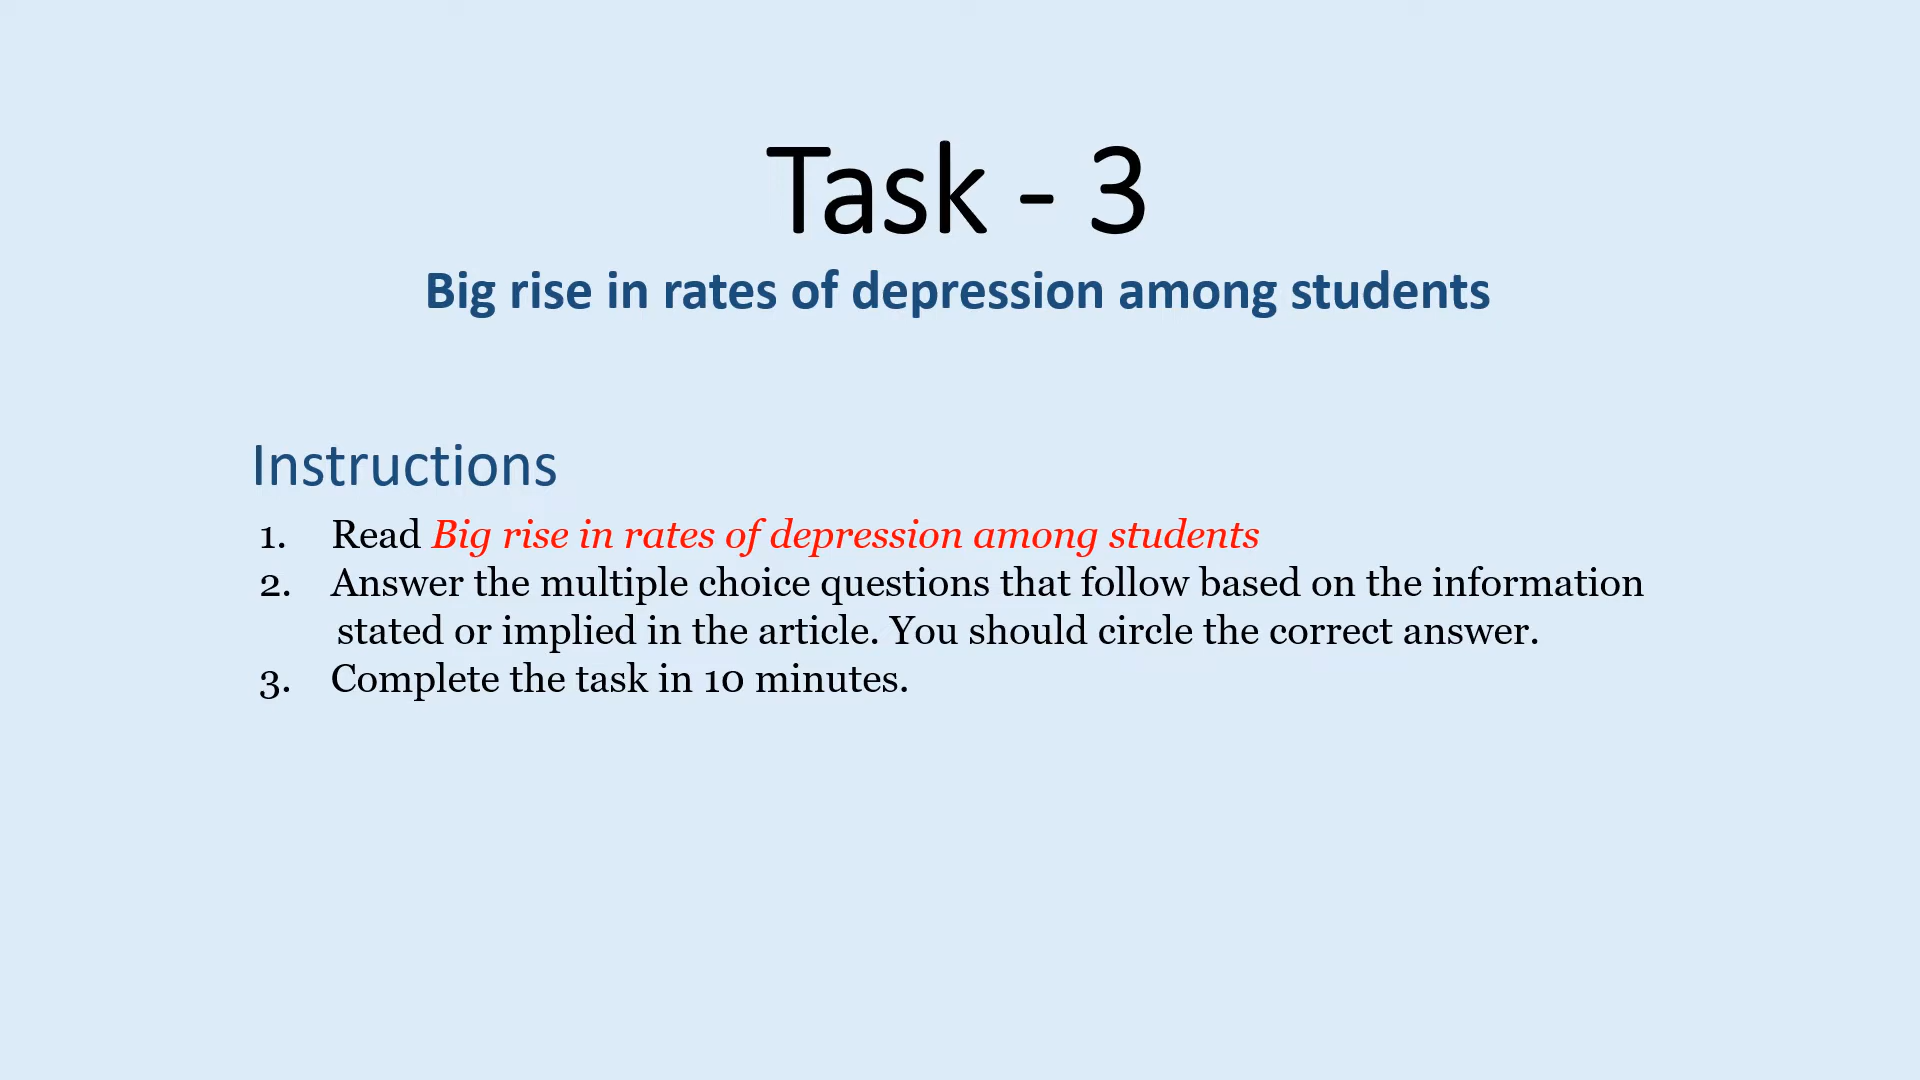 Task - 3
Big rise in rates of depression among students
Instructions
1. Read Big rise in rates of depression among students
2. Answer the multiple choice questions that follow based on the information
stated or implied in the article. You should circle the correct answer.
3. Complete the task in 10 minutes.